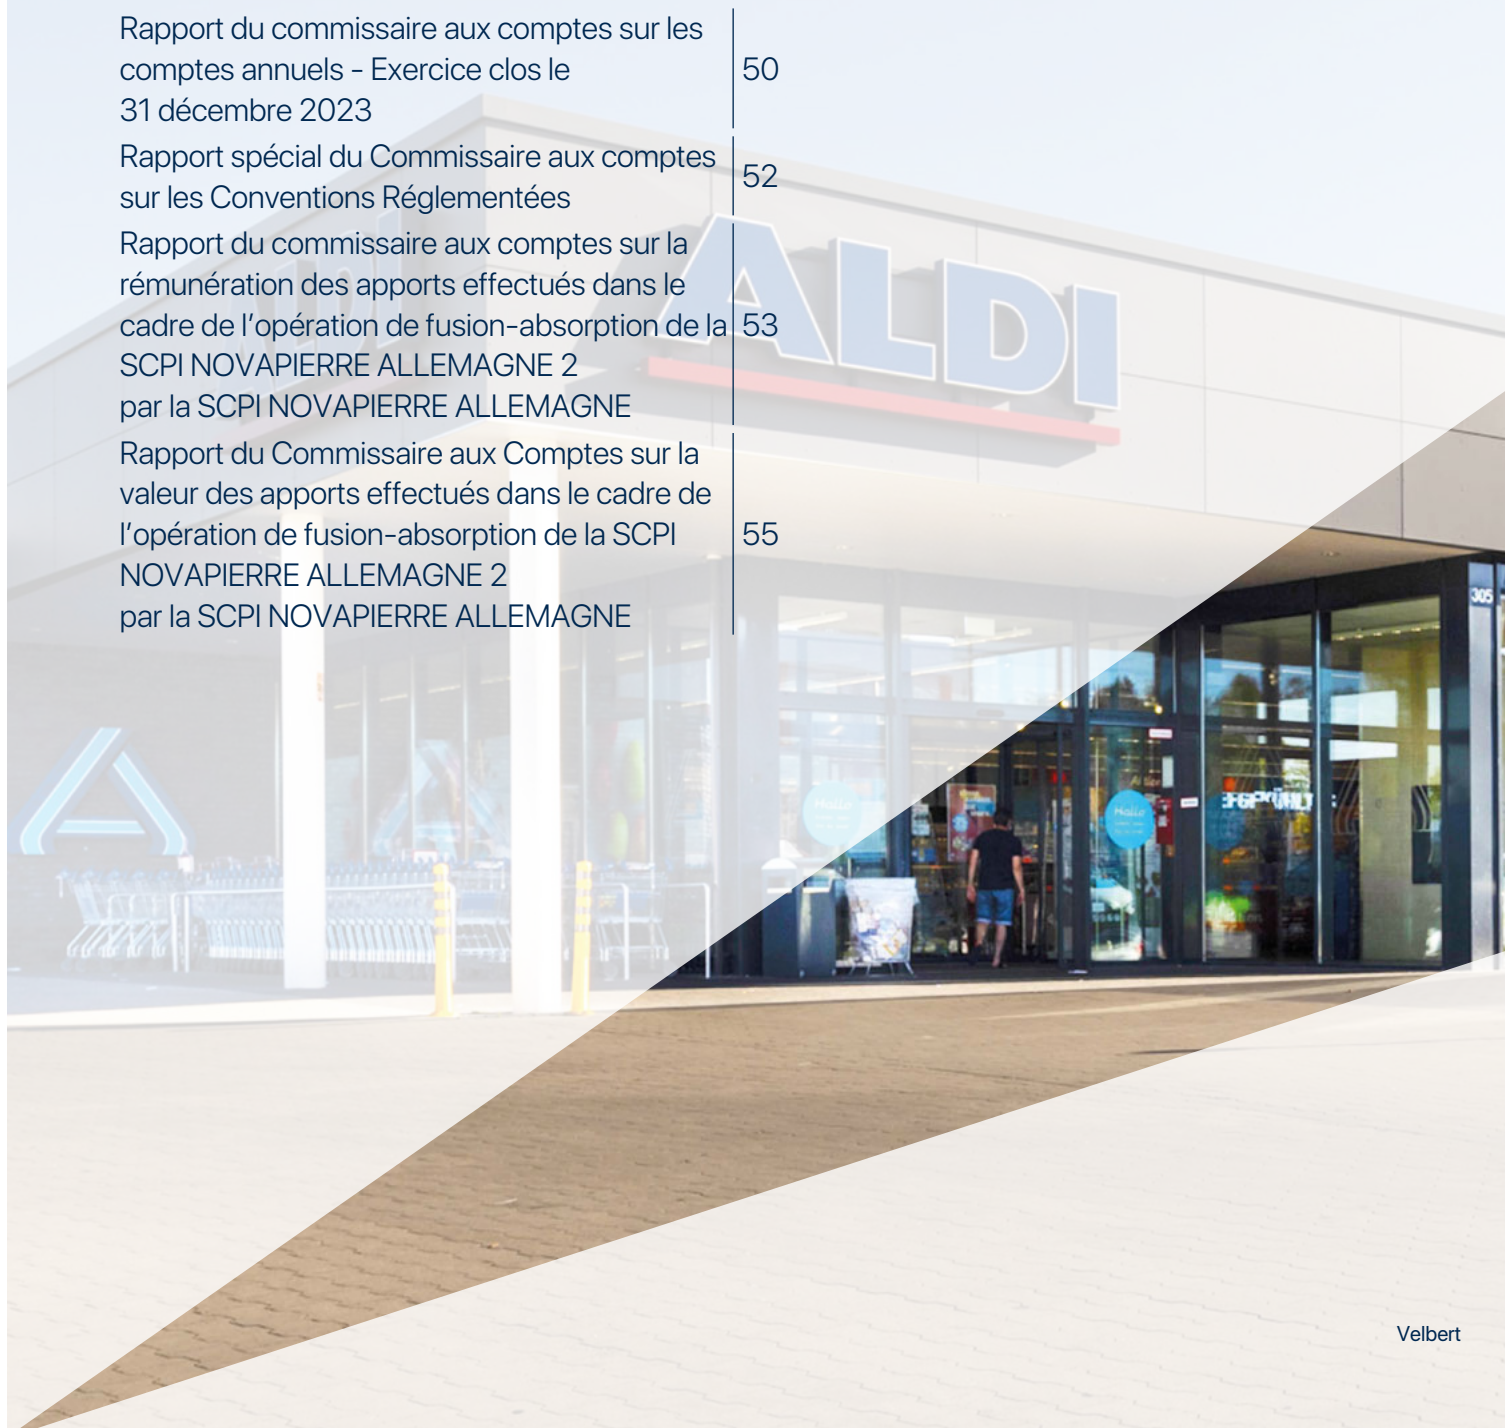 Rapport du commissaire aux comptes sur les
comptes annuels - Exercice clos le
31 décembre 2023
50
Rapport spécial du Commissaire aux comptes
sur les Conventions Réglementées
52
Rapport du commissaire aux comptes sur la
rémunération des apports effectués dans le
cadre de l'opération de fusion-absorption de la
SCPI NOVAPIERRE ALLEMAGNE 2
par la SCPI NOVAPIERRE ALLEMAGNE
53
Rapport du Commissaire aux Comptes sur la
valeur des apports effectués dans le cadre de
l'opération de fusion-absorption de la SCPI
NOVAPIERRE ALLEMAGNE 2
par la SCPI NOVAPIERRE ALLEMAGNE
55
ALDI
ALDI
305
Hallo
Hallo
Velbert